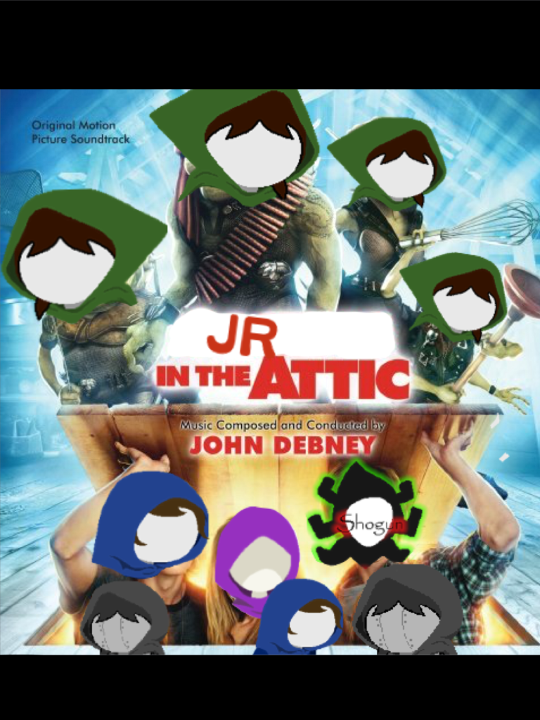 Original Motion
Picture Soundtrack
JR
IN THE ATTIC
Music Composed and Conducted by
JOHN DEBNEY
Shogun